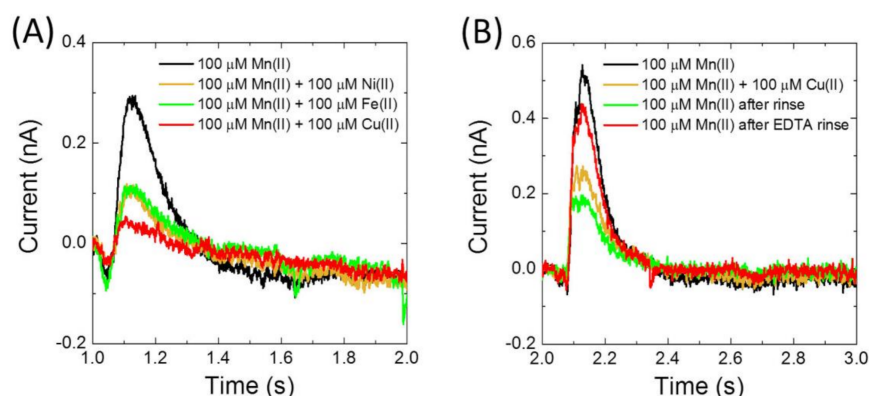 (A)
0.4
0.2
0.0
-0.2
Current (nA)
100 μM Mn(II)
100 μM Mn(II) + 100 μM Ni(II)
100 μM Mn(II) + 100 μM Fe(II)
100 μM Mn(II) + 100 μM Cu(II)
1.0 1.2 1.4 1.6 1.8 2.0
Time (s)
(B)
0.6
0.4
0.2
0.0
-0.2
Current (nA)
100 μM Mn(II)
100 μM Mn(II) + 100 μM Cu(II)
100 μM Mn(II) after rinse
100 μM Mn(II) after EDTA rinse
2.0 2.2 2.4 2.6 2.8 3.0
Time (s)